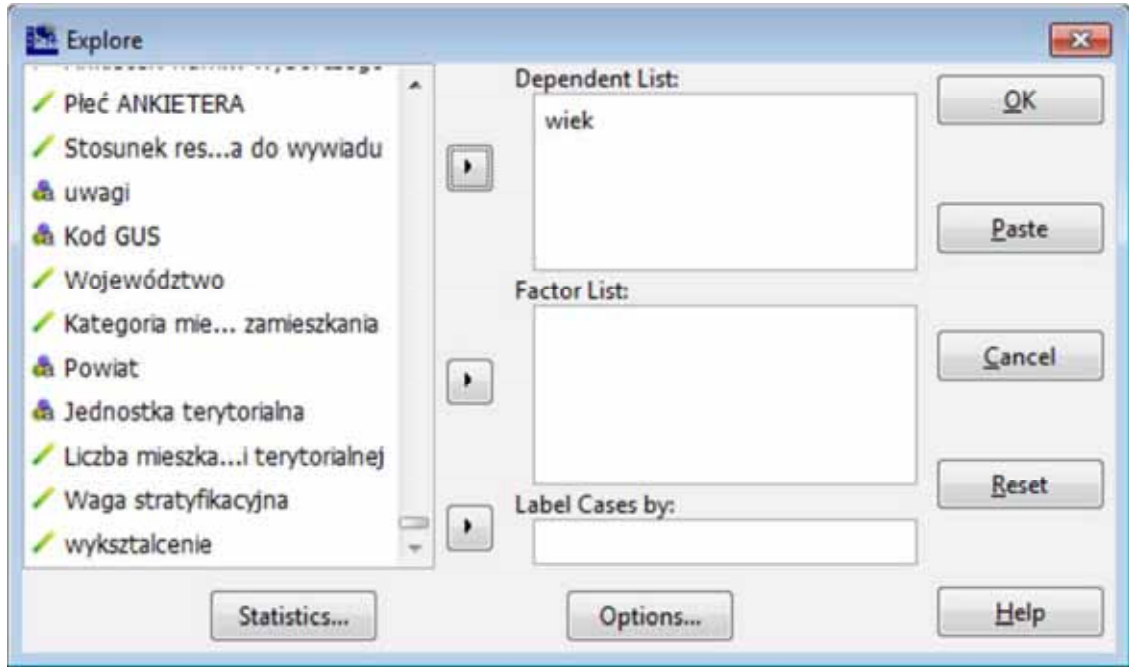 Explore
Płeć ANKIETERA
Stosunek res...a do wywiadu
uwagi
Kod GUS
Województwo
Kategoria mie... zamieszkania
Powiat
Jednostka terytorialna
Liczba mieszka...i terytorialnej
Waga stratyfikacyjna
wyksztalcenie
Dependent List:
wiek
Factor List:
Label Cases by:
OK
Paste
Cancel
Reset
Help
Statistics...
Options...